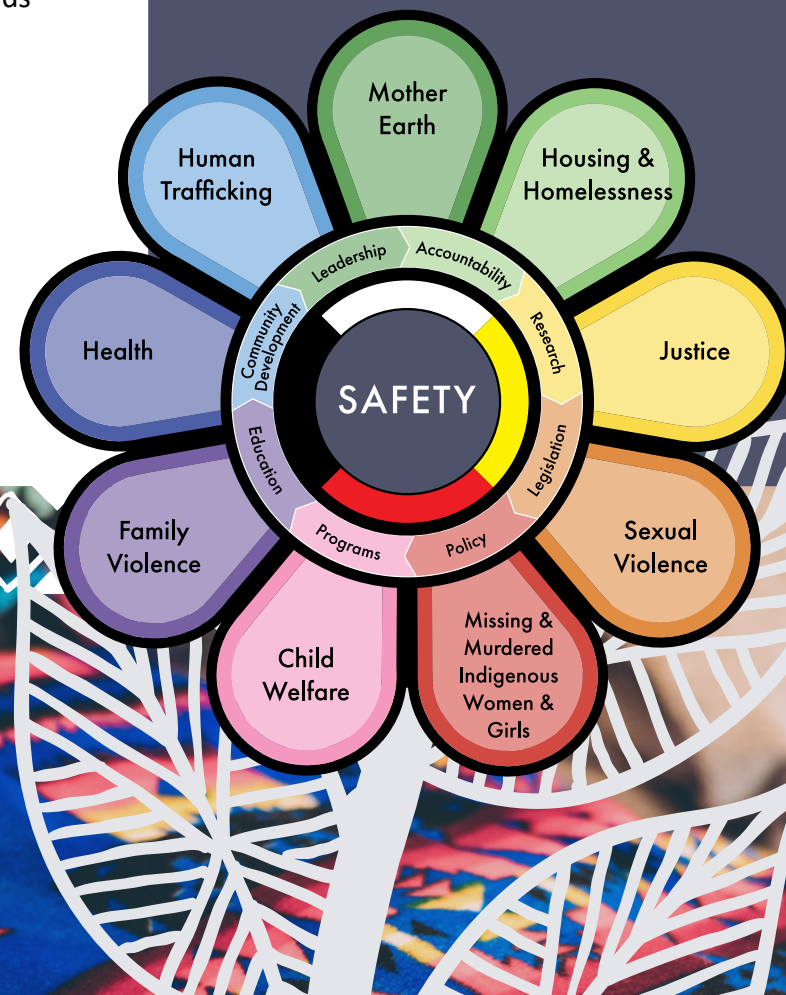 Mother
Earth
Housing &
Homelessness
Justice
Sexual
Violence
Missing &
Murdered
Indigenous
Women &
Girls
Child
Welfare
Family
Violence
Health
Human
Trafficking
Leadership
Accountability
Research
Legislation
Policy
Programs
Education
Community
Development
SAFETY